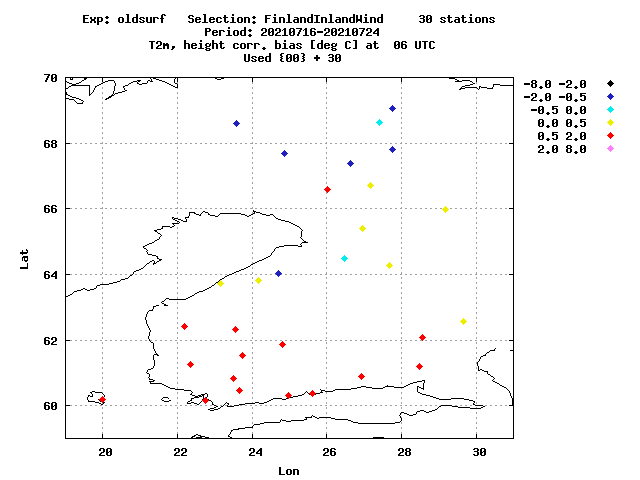 Exp: oldsurf   Selection: FinlandInlandWind     30 stations
Period: 20210716-20210724
T2m, height corr. bias [deg C] at  06 UTC
Used {00} + 30
-8.0 -2.0
-2.0 -0.5
-0.5 0.0
0.0 0.5
0.5 2.0
2.0 8.0
70
68
66
64
62
60
Lat
20 22 24 26 28 30
Lon